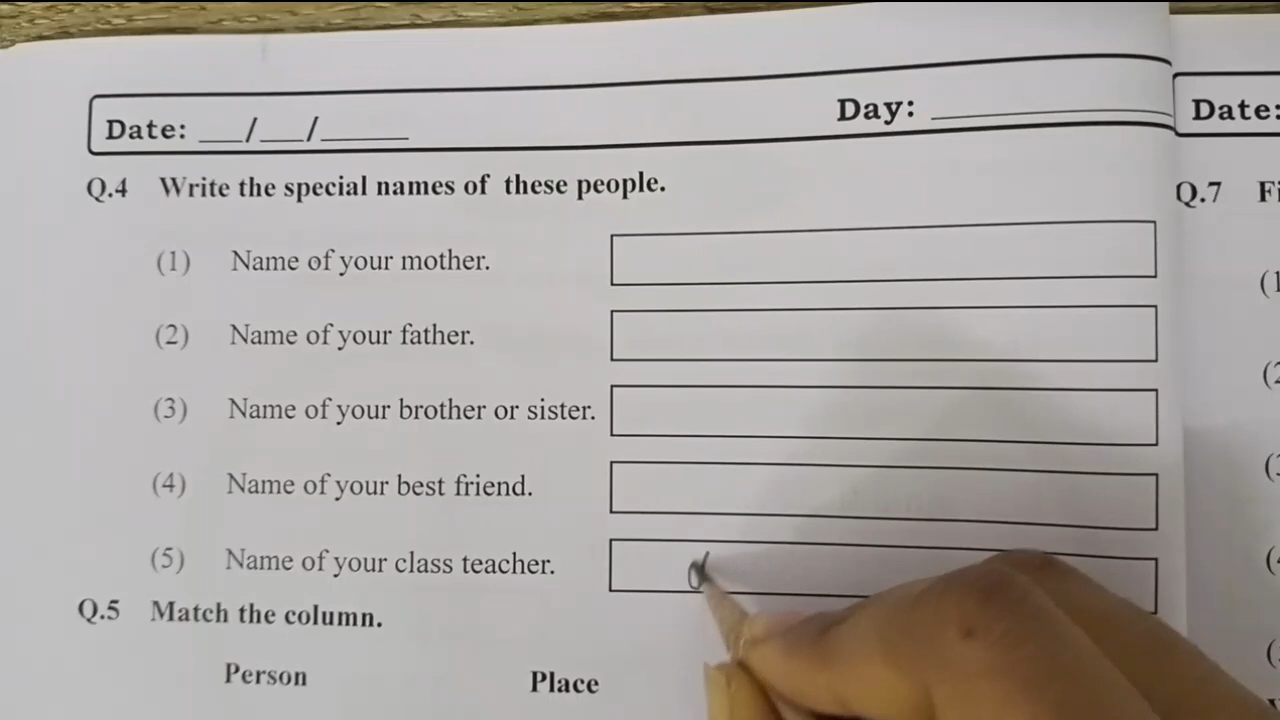 Date: __/__/_____ Day: __________
Q.4 Write the special names of these people.
(1) Name of your mother.
(2) Name of your father.
(3) Name of your brother or sister.
(4) Name of your best friend.
(5) Name of your class teacher.
Q.5 Match the column.
Person Place
Date:
Q.7